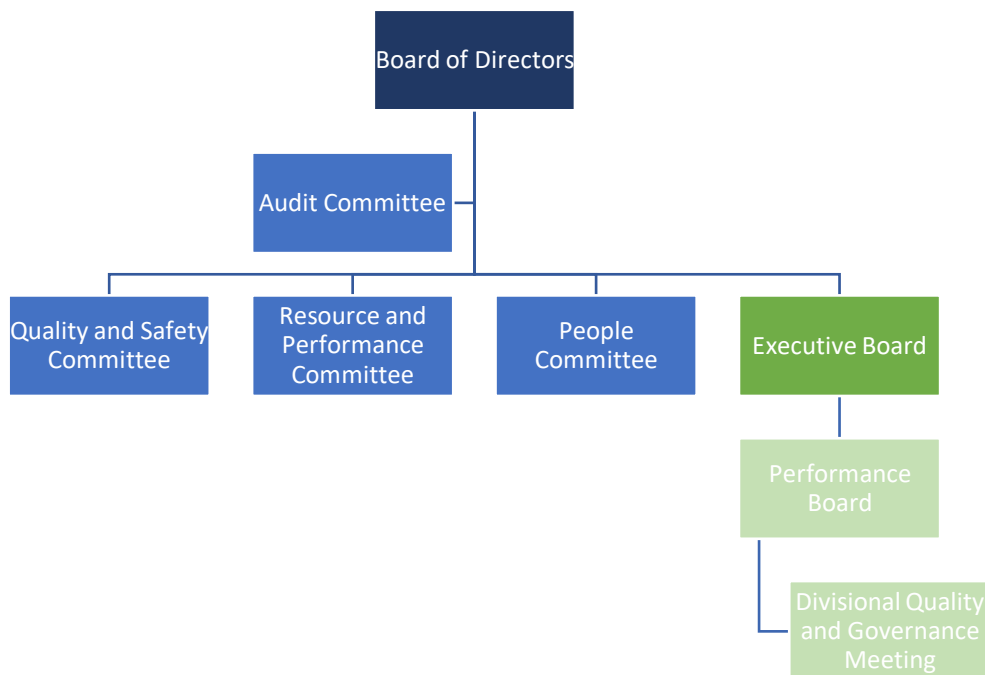 Board of Directors
Audit Committee
Quality and Safety
Committee
Resource and
Performance
Committee
People
Committee
Executive Board
Performance
Board
Divisional Quality
and Governance
Meeting